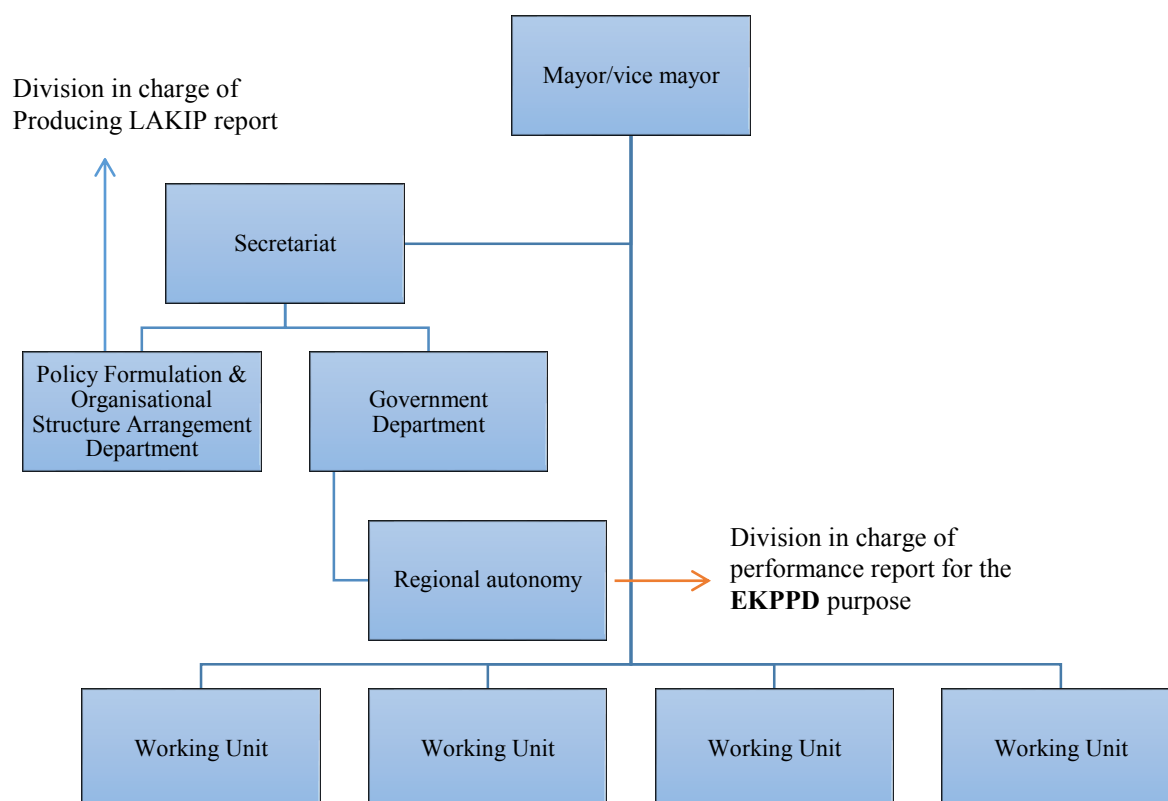 Mayor/vice mayor
Division in charge of
Producing LAKIP report
Secretariat
Policy Formulation &
Organisational
Structure Arrangement
Department
Government
Department
Regional autonomy
Division in charge of
performance report for the
EKPPD purpose
Working Unit
Working Unit
Working Unit
Working Unit